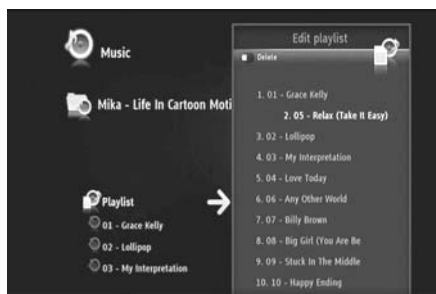 Music
Mika - Life In Cartoon Moti
Playlist
01 - Grace Kelly
02 - Lollipop
03 - My Interpretation
Edit playlist
Delete
1. 01 - Grace Kelly
2. 05 - Relax (Take It Easy)
3. 02 - Lollipop
4. 03 - My Interpretation
5. 04 - Love Today
6. 06 - Any Other World
7. 07 - Billy Brown
8. 08 - Big Girl (You Are Be
9. 09 - Stuck In The Middle
10. 10 - Happy Ending